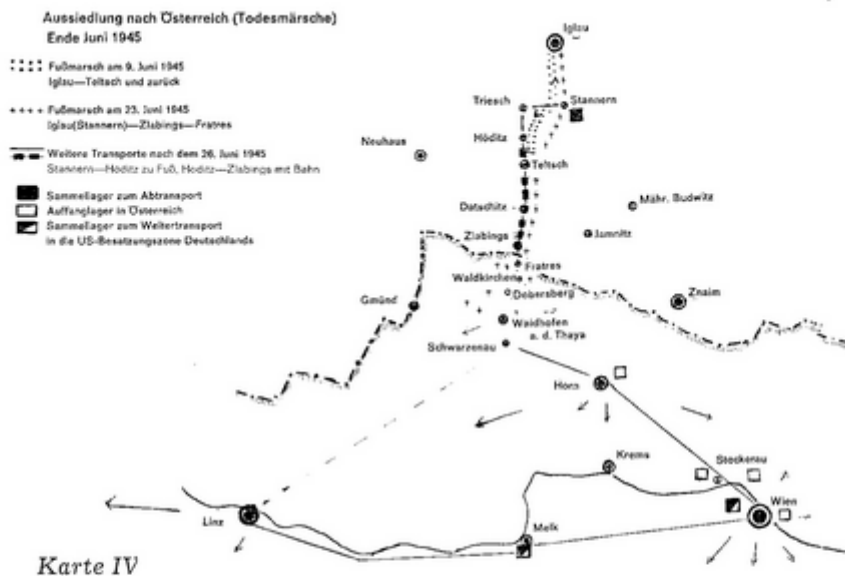 Aussiedlung nach Österreich (Todesmärsche)
Ende Juni 1945
Fußmarsch am 9. Juni 1945
Iglau—Teltsch und zurück
Fußmarsch am 23. Juni 1945
Iglau(Stannern)—Zlabings—Fratres
Weitere Transporte nach dem 26. Juni 1945
Stannern—Höditz zu Fuß, Höditz—Zlabings mit Bahn
Sammellager zum Abtransport
Auffanglager in Österreich
Sammellager zum Weitertransport
in die US-Besatzungszone Deutschlands
Iglau
Triesch
Stannern
Neuhaus
Höditz
Teltsch
Datschitz
Mähr. Budwitz
Zlabings
Jamnitz
Fratres
Waldkirchen
Dobersberg
Gmünd
Znaim
Waidhofen
a. d. Thaya
Schwarzenau
Horn
Krems
Stockerau
Wien
Linz
Melk
Karte IV